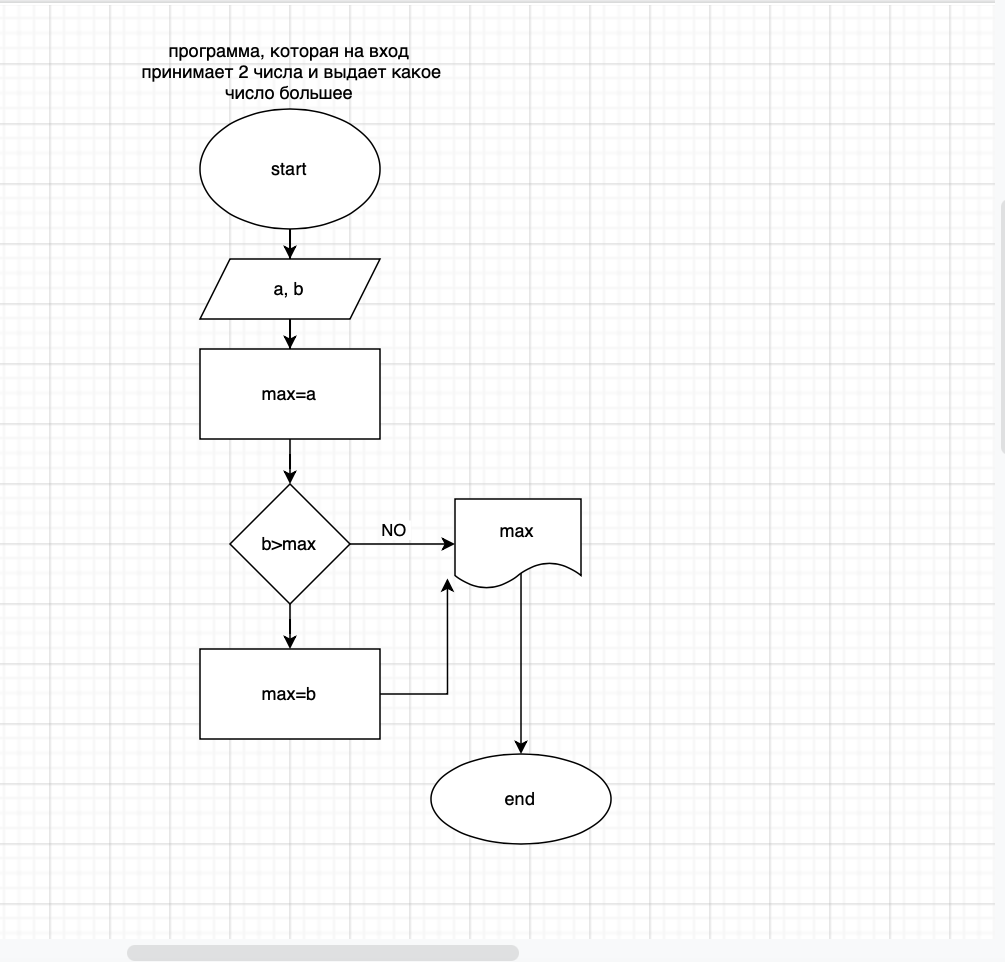 программа, которая на вход
принимает 2 числа и выдает какое
число большее
start
a, b
max=a
b>max
NO
max
max=b
end